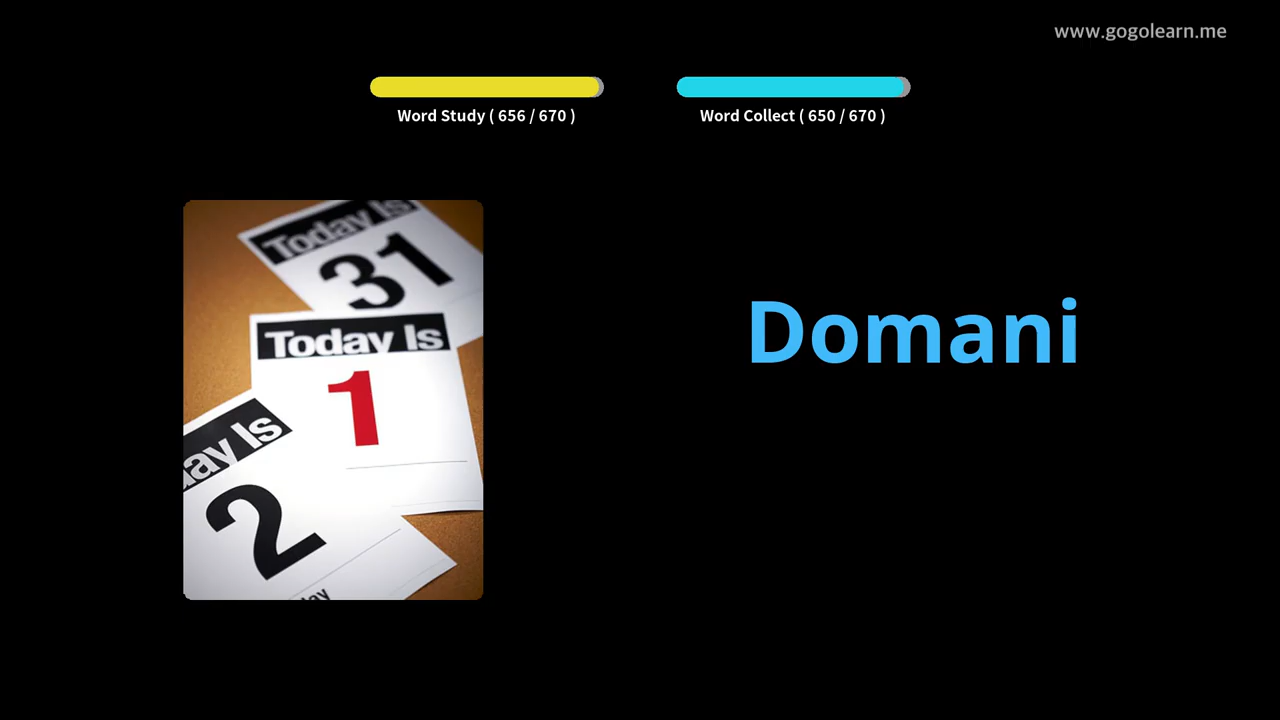 www.gogolearn.me
Word Study ( 656 / 670 )
Word Collect ( 650 / 670 )
Today Is
31
Today Is
1
Domani
ay Is
2